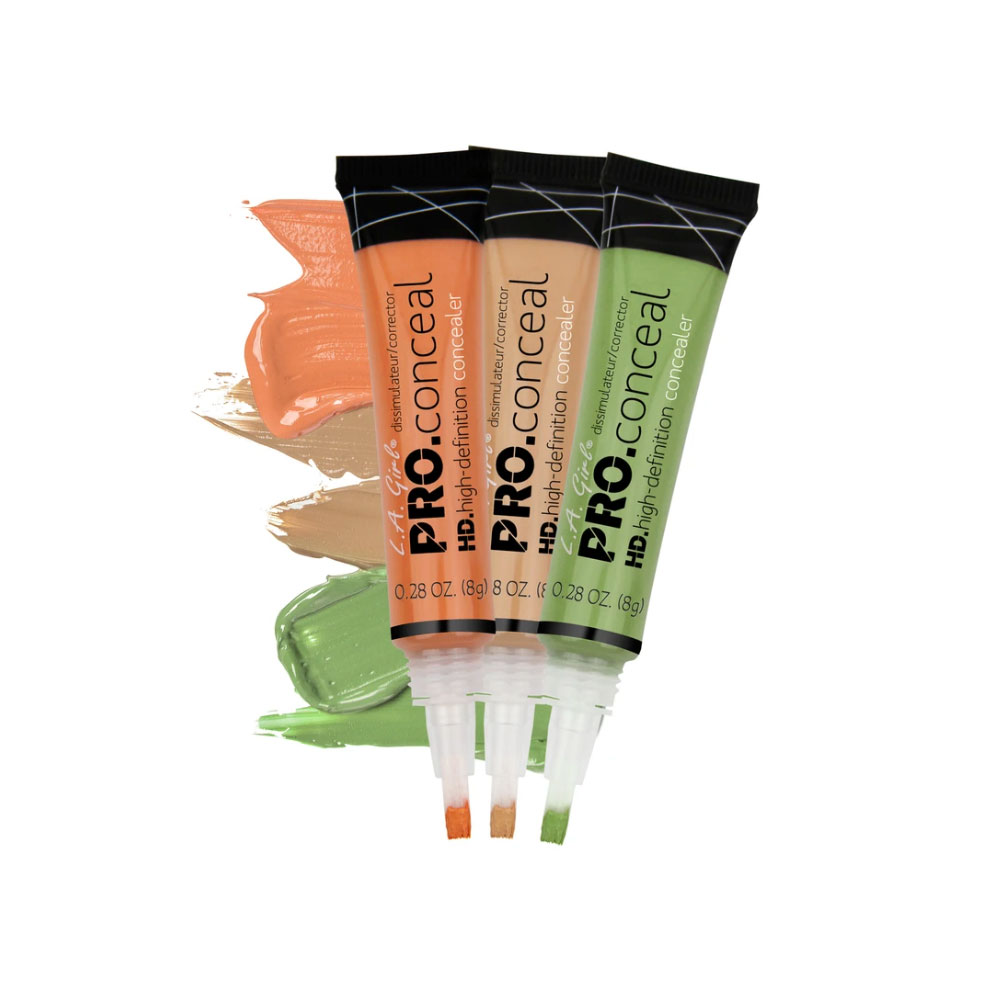 L.A. Girl®
dissimulateur/corrector
PRO.conceal
HD.high-definition concealer
0.28 OZ. (8g)
L.A. Girl®
dissimulateur/corrector
PRO.conceal
HD.high-definition concealer
8 OZ. (8
L.A. Girl®
dissimulateur/corrector
PRO.conceal
HD.high-definition concealer
0.28 OZ. (8g)